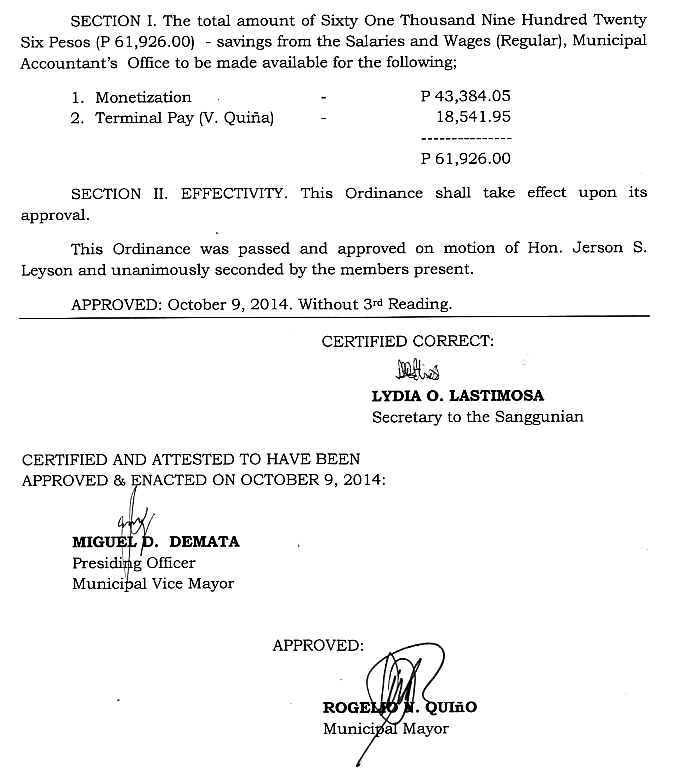 SECTION I. The total amount of Sixty One Thousand Nine Hundred Twenty
Six Pesos (P 61,926.00) - savings from the Salaries and Wages (Regular), Municipal
Accountant's Office to be made available for the following;
1. Monetization - P 43,384.05
2. Terminal Pay (V. Quiña) - 18,541.95
---------------
P 61,926.00
SECTION II. EFFECTIVITY. This Ordinance shall take effect upon its
approval.
This Ordinance was passed and approved on motion of Hon. Jerson S.
Leyson and unanimously seconded by the members present.
APPROVED: October 9, 2014. Without 3rd Reading.
CERTIFIED CORRECT:
LYDIA O. LASTIMOSA
Secretary to the Sanggunian
CERTIFIED AND ATTESTED TO HAVE BEEN
APPROVED & ENACTED ON OCTOBER 9, 2014:
MIGUEL D. DEMATA
Presiding Officer
Municipal Vice Mayor
APPROVED:
ROGELIO N. QUIñO
Municipal Mayor